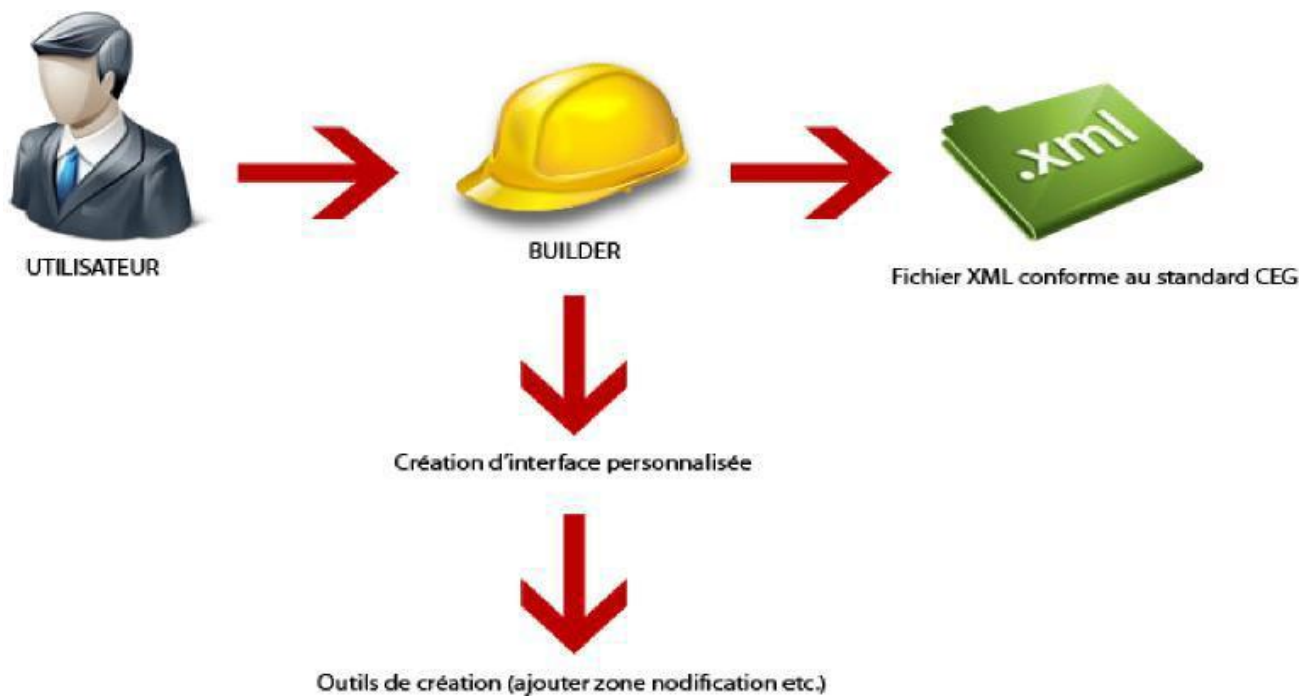 .xml
UTILISATEUR
BUILDER
Fichier XML conforme au standard CEG
Création d'interface personnalisée
Outils de création (ajouter zone nodification etc.)